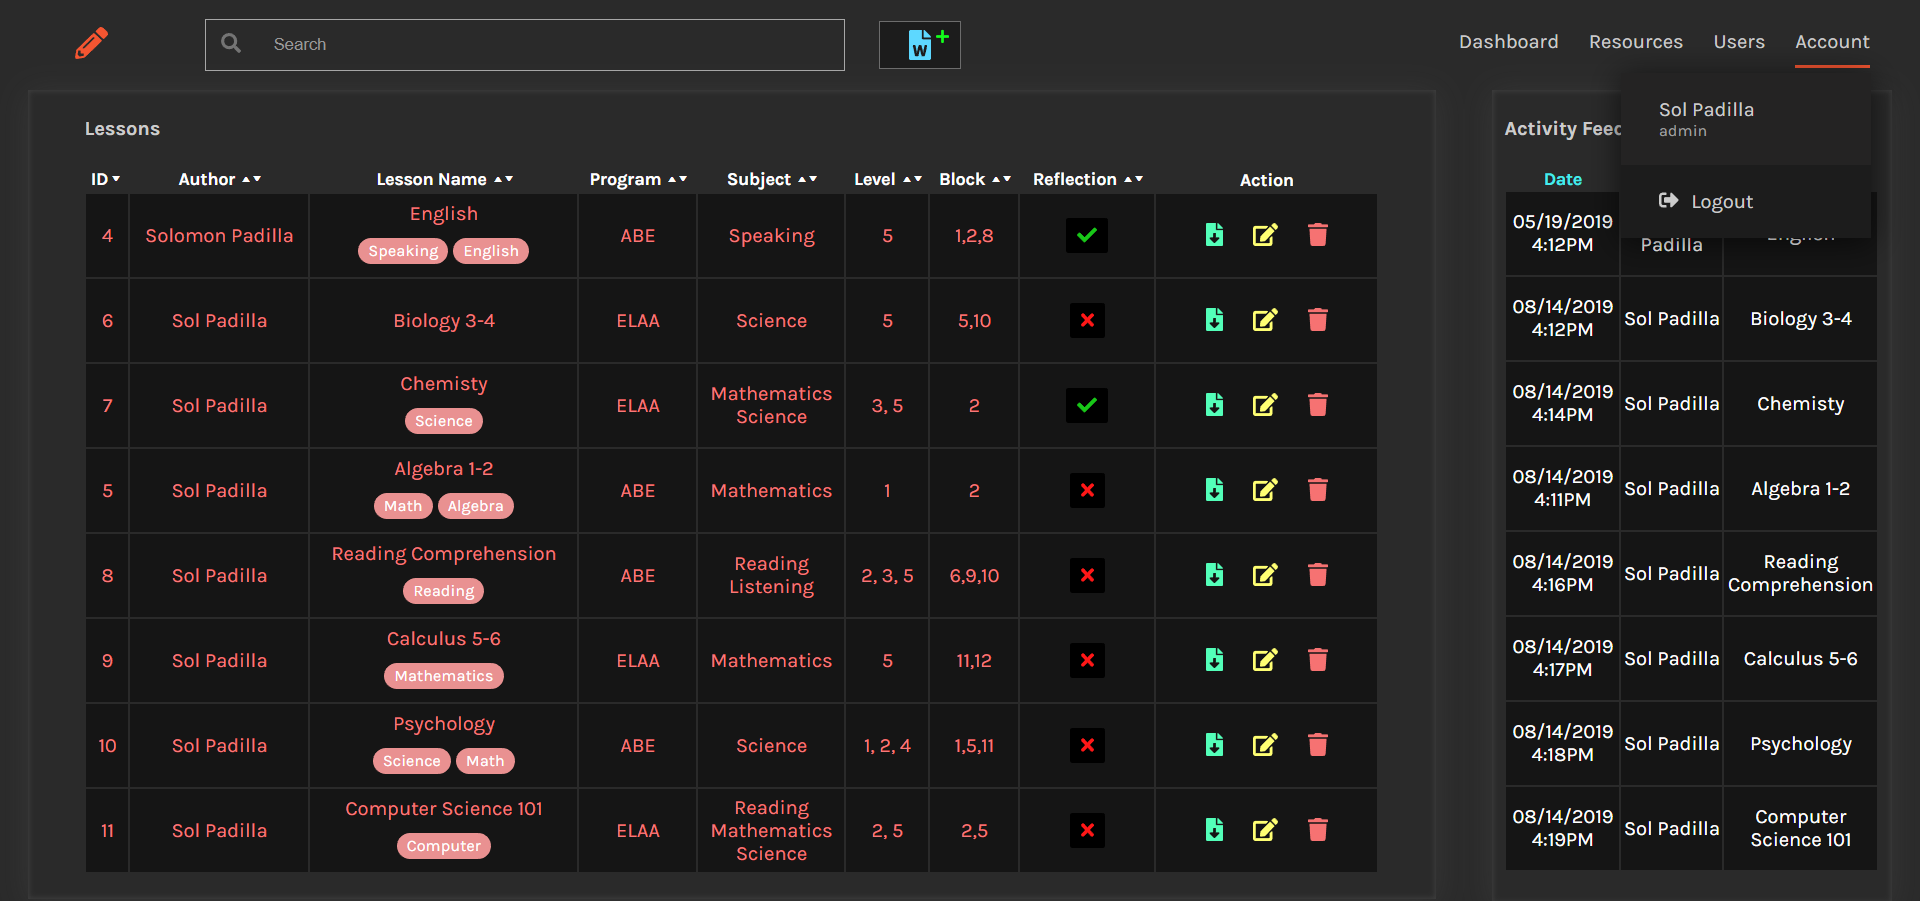 Search
W
Dashboard Resources Users Account
Sol Padilla
admin
Logout
Lessons
ID Author Lesson Name Program Subject Level Block Reflection Action
4 Solomon Padilla English ABE Speaking 5 1,2,8
Speaking English
6 Sol Padilla Biology 3-4 ELAA Science 5 5,10
Chemisty
7 Sol Padilla ELAA Mathematics Science 3, 5 2
Science
Algebra 1-2
5 Sol Padilla ABE Mathematics 1 2
Math Algebra
Reading Comprehension
8 Sol Padilla ABE Reading Listening 2, 3, 5 6,9,10
Reading
Calculus 5-6
9 Sol Padilla ELAA Mathematics 5 11,12
Mathematics
Psychology
10 Sol Padilla ABE Science 1, 2, 4 1,5,11
Science Math
Computer Science 101
11 Sol Padilla ELAA Reading Mathematics Science 2, 5 2,5
Computer
Activity Feed
Date
05/19/2019
4:12PM Padilla English
08/14/2019
4:12PM Sol Padilla Biology 3-4
08/14/2019
4:14PM Sol Padilla Chemisty
08/14/2019
4:11PM Sol Padilla Algebra 1-2
08/14/2019
4:16PM Sol Padilla Reading
Comprehension
08/14/2019
4:17PM Sol Padilla Calculus 5-6
08/14/2019
4:18PM Sol Padilla Psychology
08/14/2019
4:19PM Sol Padilla Computer
Science 101